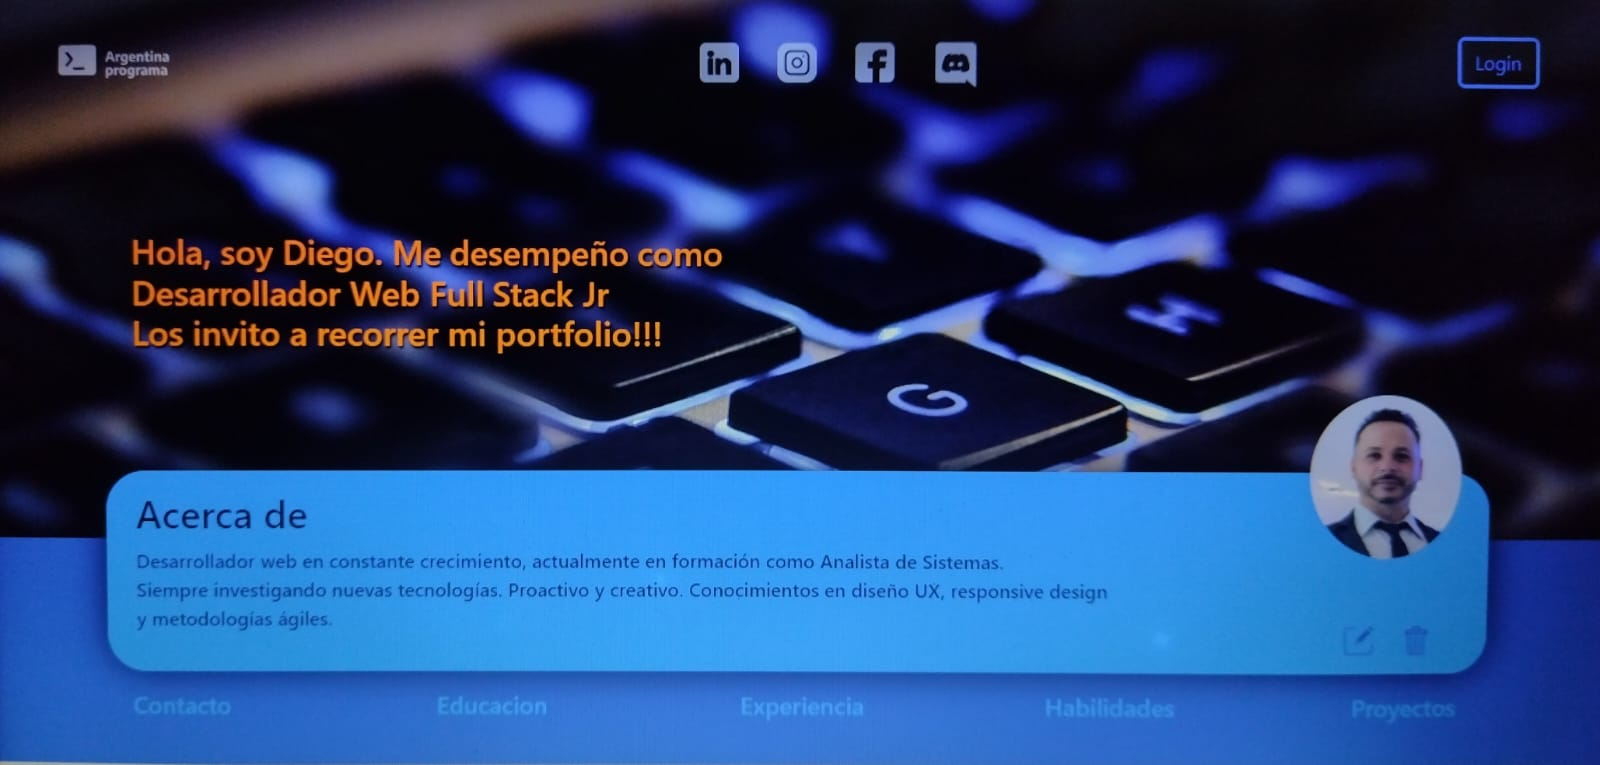 Argentina
programa
Login
Hola, soy Diego. Me desempeño como
Desarrollador Web Full Stack Jr
Los invito a recorrer mi portfolio!!!
G
H
Acerca de
Desarrollador web en constante crecimiento, actualmente en formación como Analista de Sistemas.
Siempre investigando nuevas tecnologías. Proactivo y creativo. Conocimientos en diseño UX, responsive design
y metodologías ágiles.
Contacto
Educacion
Experiencia
Habilidades
Proyectos